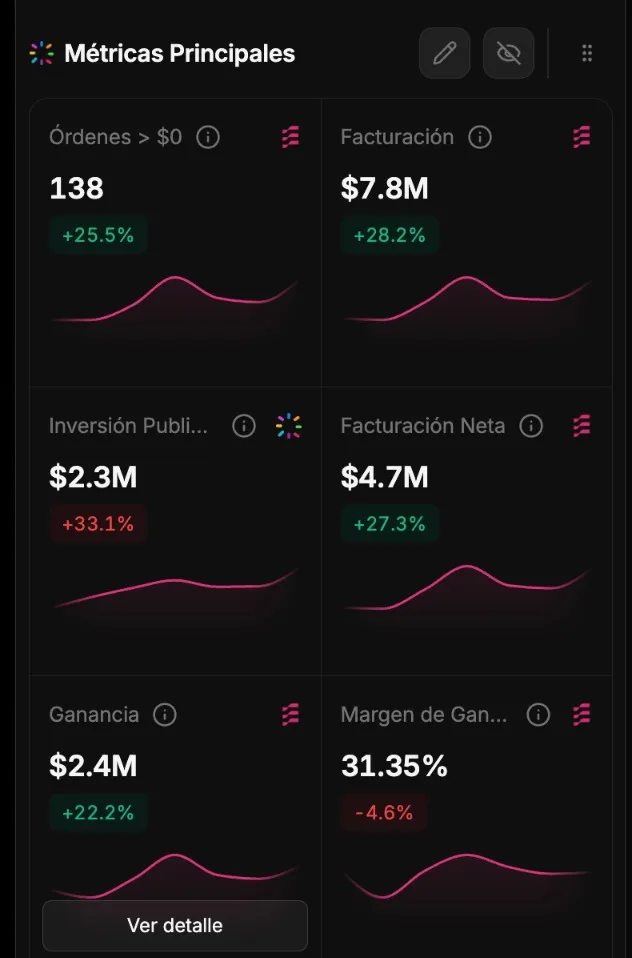 Métricas Principales
Órdenes > $0
138
+25.5%
Facturación
$7.8M
+28.2%
Inversión Publi...
$2.3M
+33.1%
Facturación Neta
$4.7M
+27.3%
Ganancia
$2.4M
+22.2%
Margen de Gan...
31.35%
-4.6%
Ver detalle